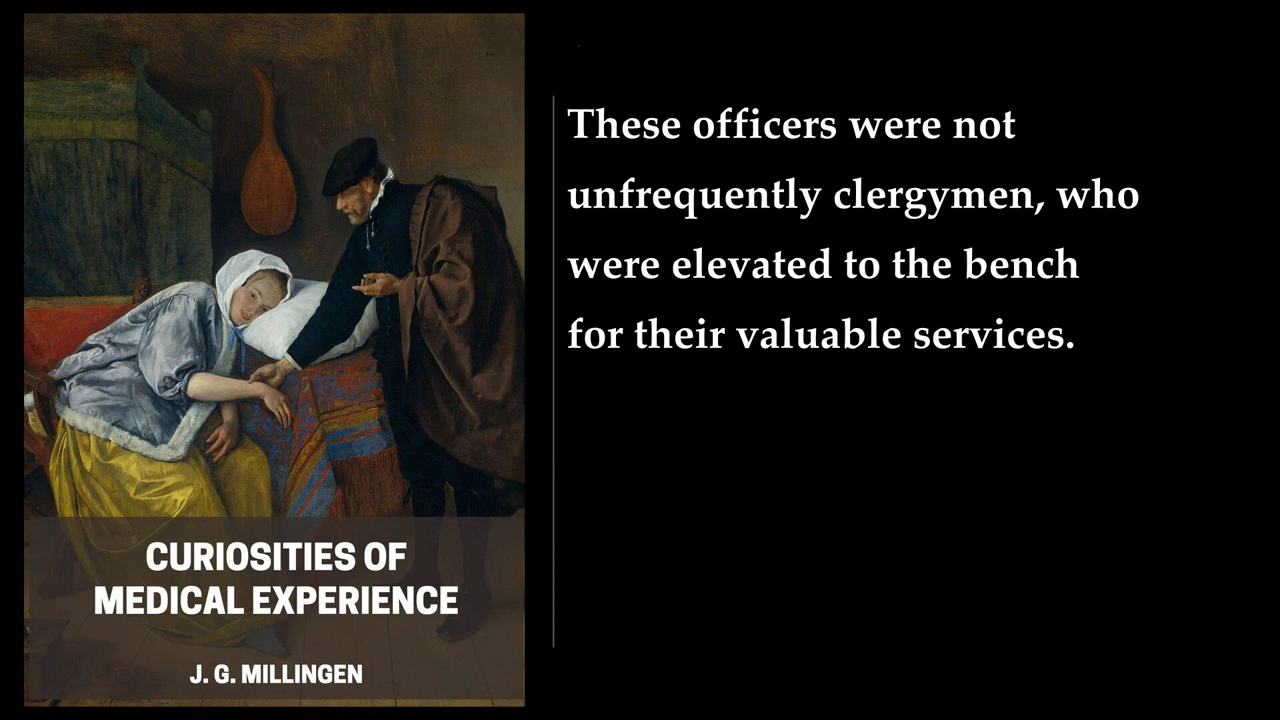 These officers were not
unfrequently clergymen, who
were elevated to the bench
for their valuable services.
CURIOSITIES OF
MEDICAL EXPERIENCE
J. G. MILLINGEN